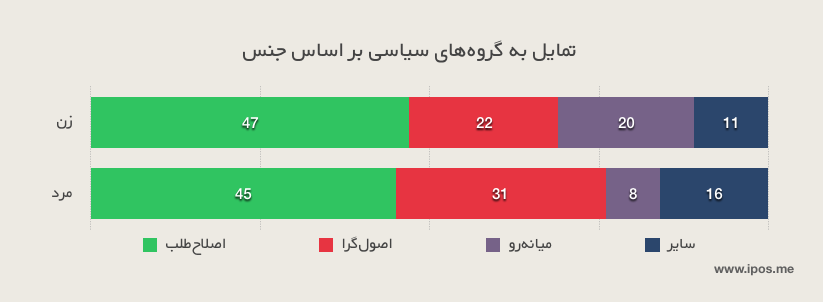 تمایل به گروه‌های سیاسی بر اساس جنس
زن
47 22 20 11
مرد
45 31 8 16
اصلاح‌طلب اصول‌گرا میانه‌رو سایر
www.ipos.me